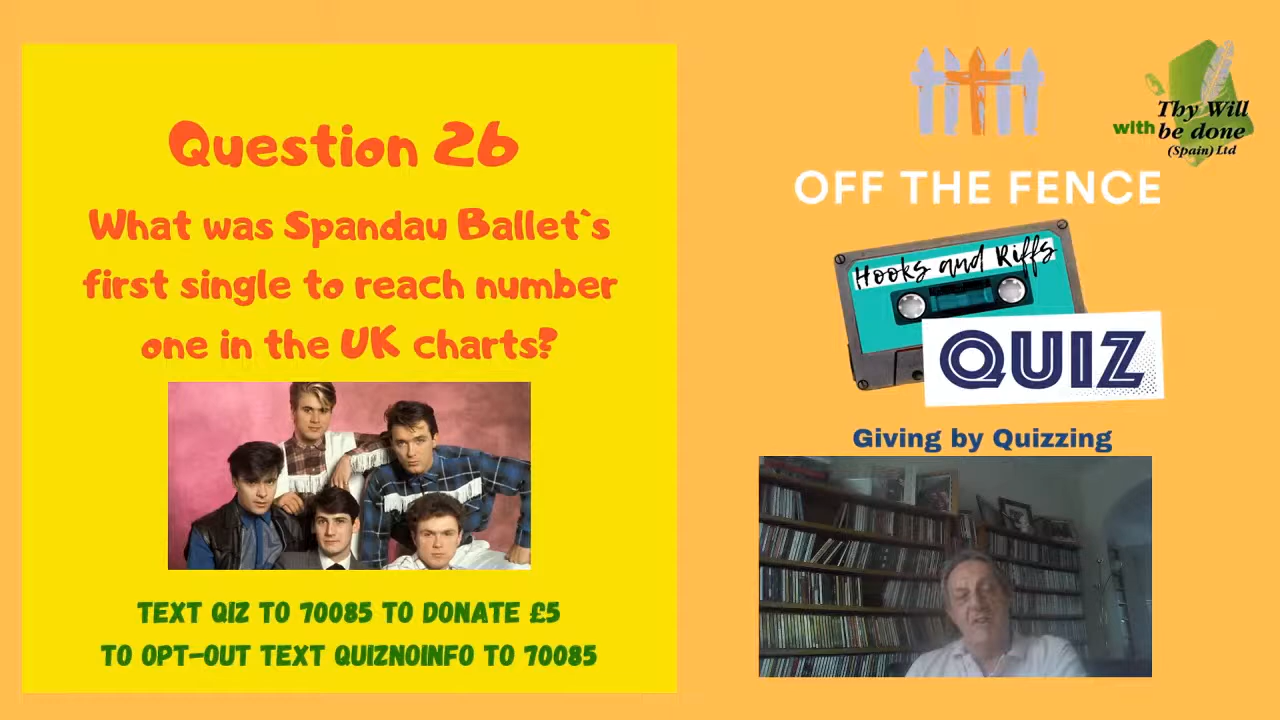 Question 26
What was Spandau Ballet`s
first single to reach number
one in the UK charts?
TEXT QIZ TO 70085 TO DONATE £5
TO OPT-OUT TEXT QUIZNOINFO TO 70085
with
Thy Will
be done
(Spain) Ltd
OFF THE FENCE
Hooks and Riffs
QUIZ
Giving by Quizzing